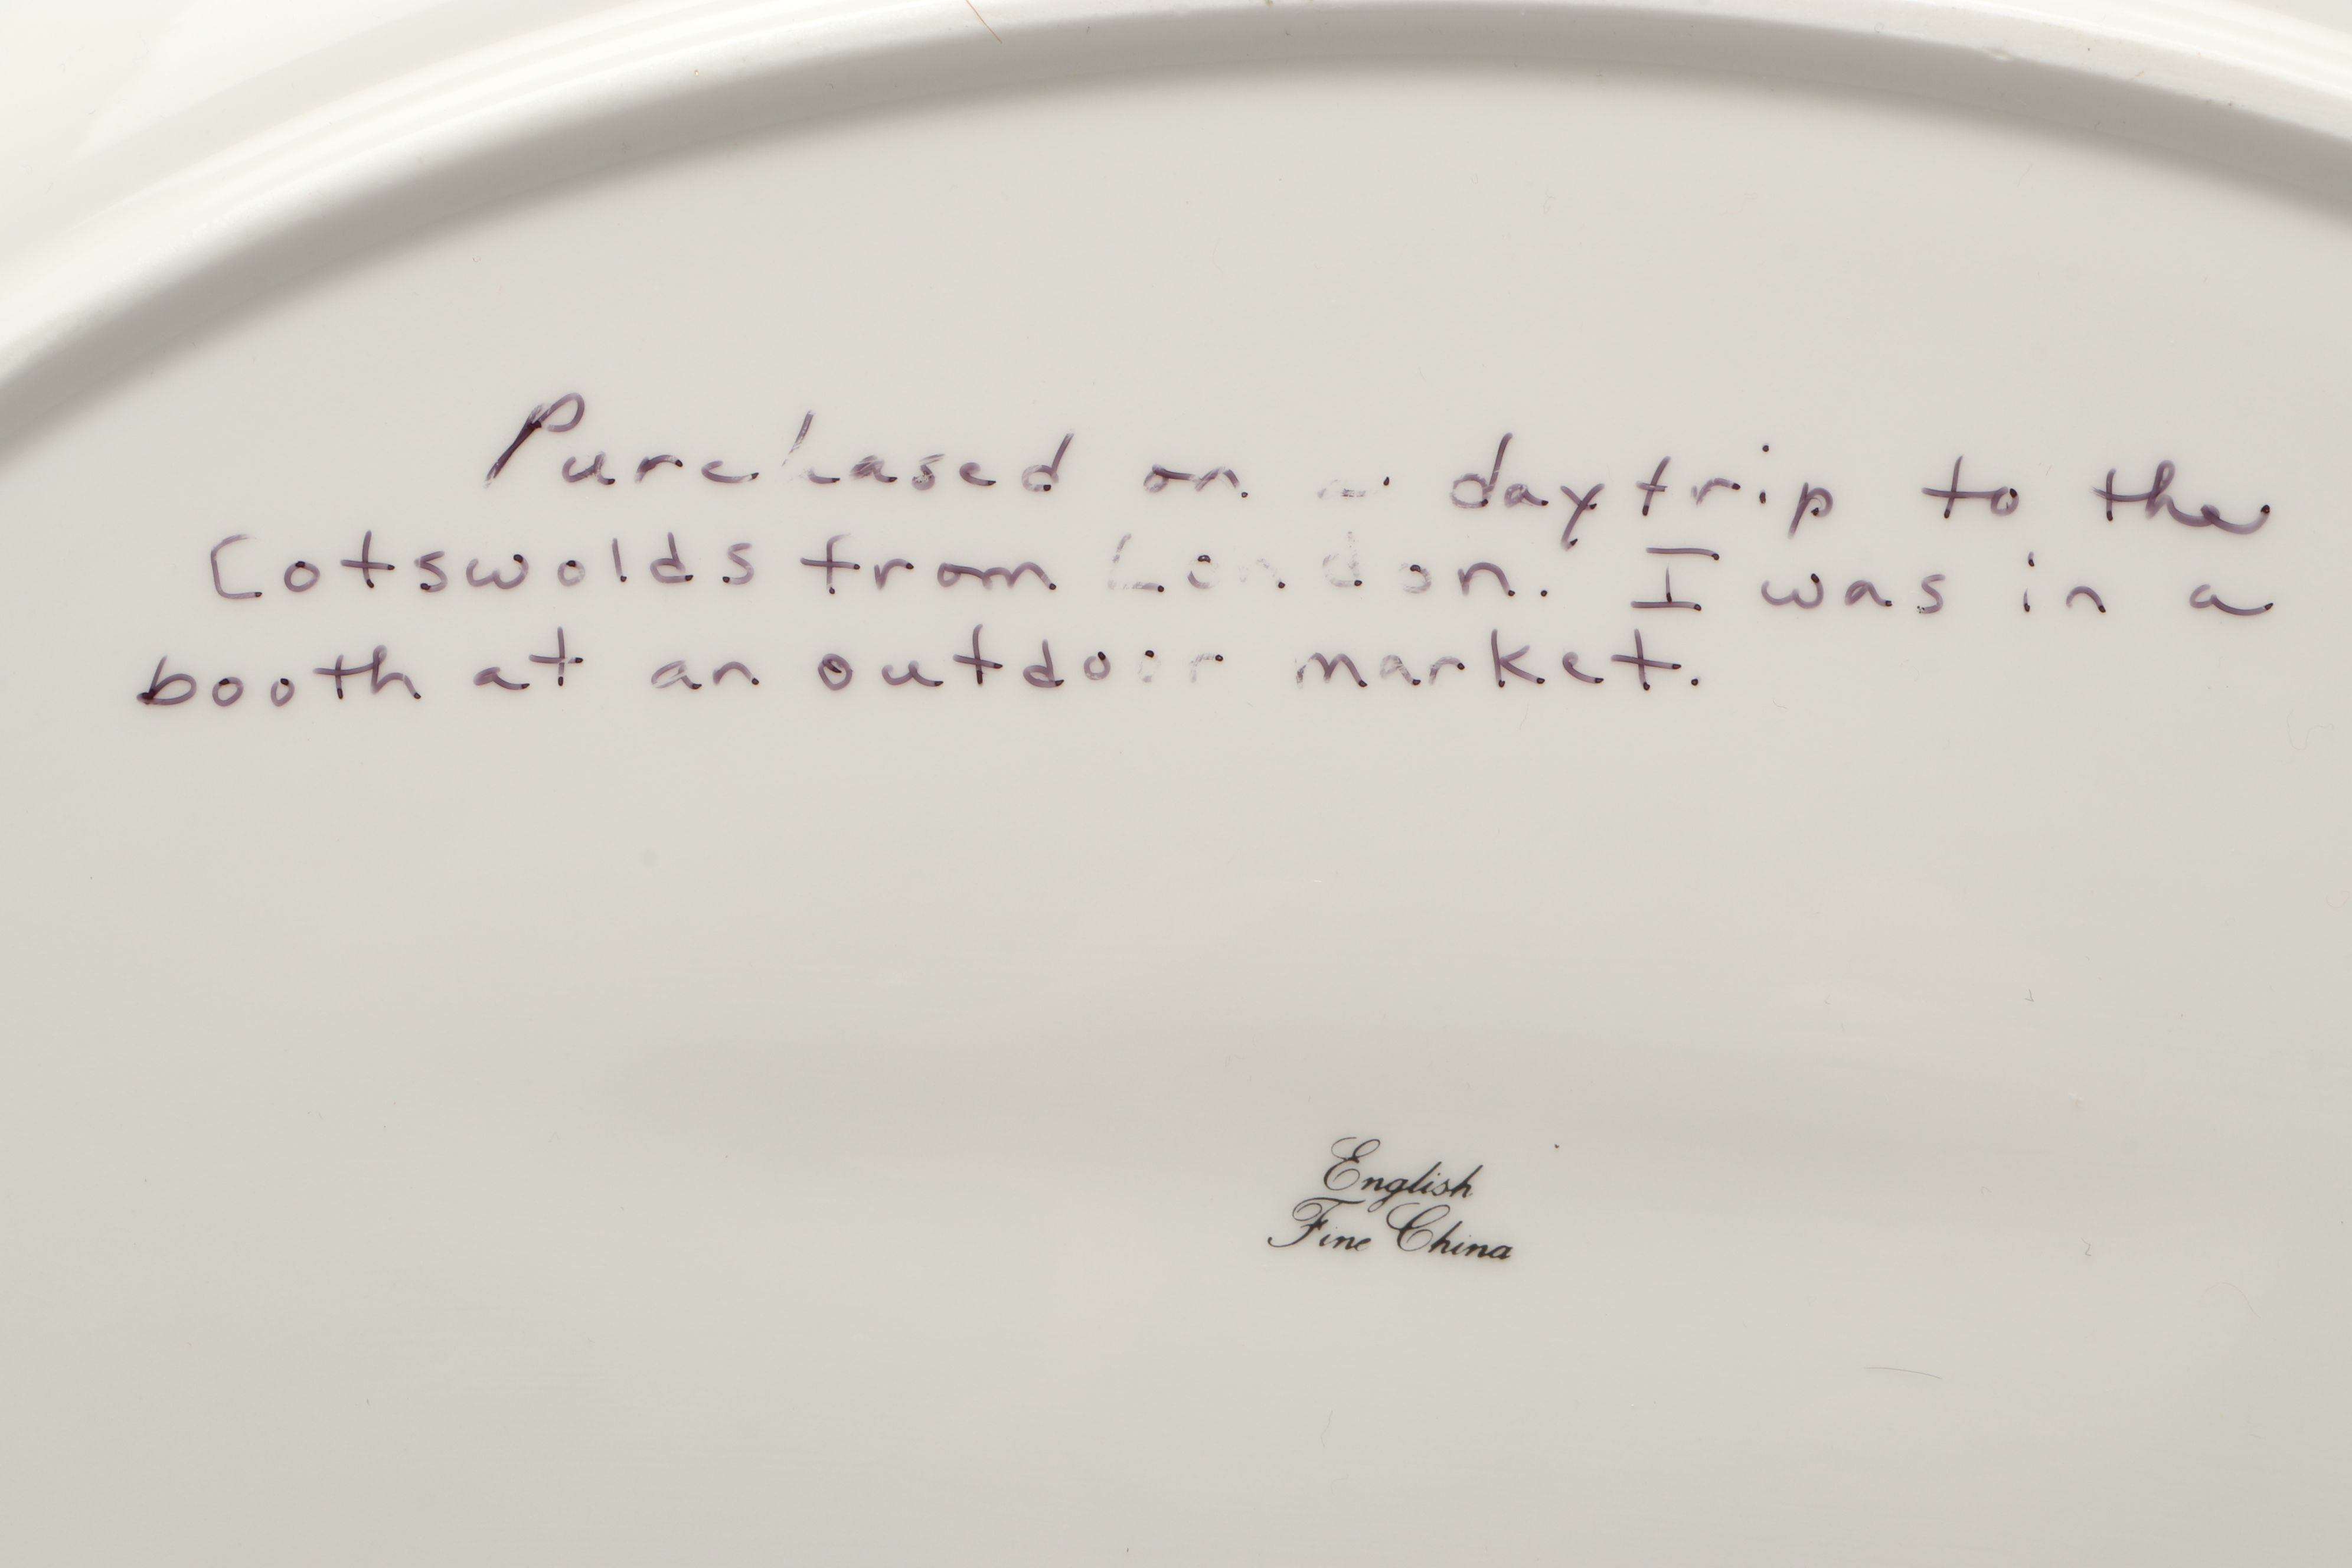 Purchased on a daytrip to the
Cotswolds from London. I was in a
booth at an outdoor market.
English
Fine China